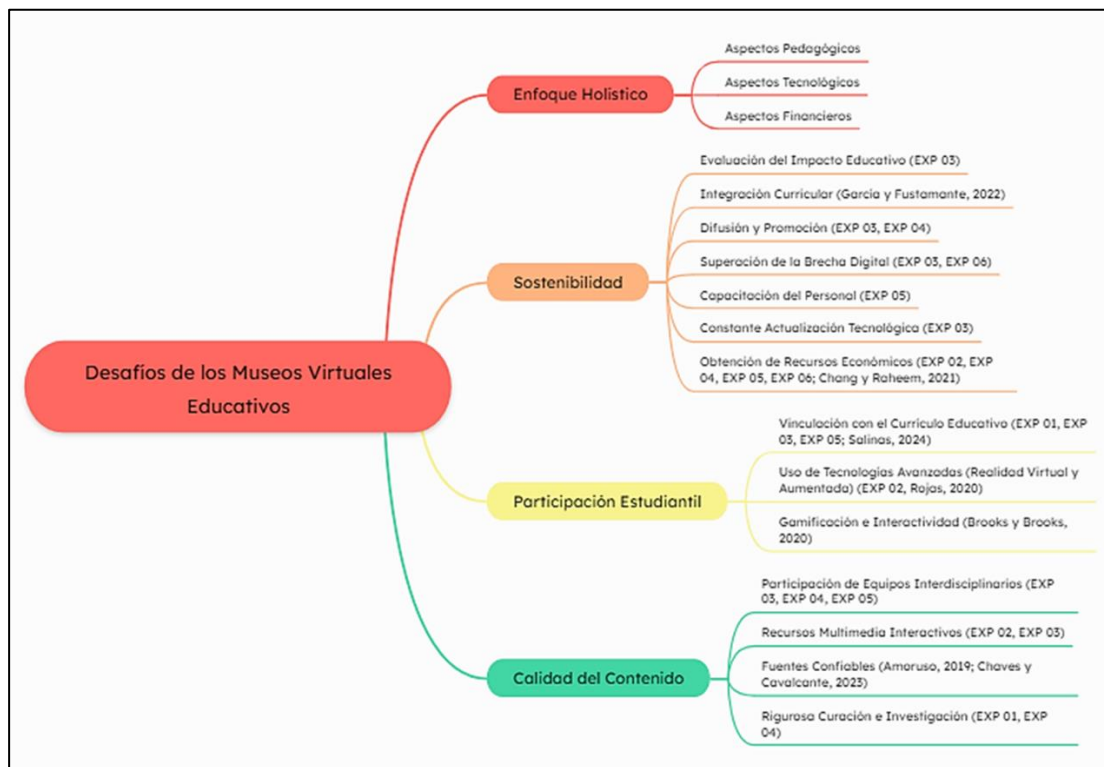 Desafíos de los Museos Virtuales
Educativos
Enfoque Holístico
Aspectos Pedagógicos
Aspectos Tecnológicos
Aspectos Financieros
Sostenibilidad
Evaluación del Impacto Educativo (EXP 03)
Integración Curricular (García y Fustamante, 2022)
Difusión y Promoción (EXP 03, EXP 04)
Superación de la Brecha Digital (EXP 03, EXP 06)
Capacitación del Personal (EXP 05)
Constante Actualización Tecnológica (EXP 03)
Obtención de Recursos Económicos (EXP 02, EXP
04, EXP 05, EXP 06; Chang y Raheem, 2021)
Participación Estudiantil
Vinculación con el Currículo Educativo (EXP 01, EXP
03, EXP 05; Salinas, 2024)
Uso de Tecnologías Avanzadas (Realidad Virtual y
Aumentada) (EXP 02, Rojas, 2020)
Gamificación e Interactividad (Brooks y Brooks,
2020)
Calidad del Contenido
Participación de Equipos Interdisciplinarios (EXP
03, EXP 04, EXP 05)
Recursos Multimedia Interactivos (EXP 02, EXP 03)
Fuentes Confiables (Amoruso, 2019; Chaves y
Cavalcante, 2023)
Rigurosa Curación e Investigación (EXP 01, EXP
04)